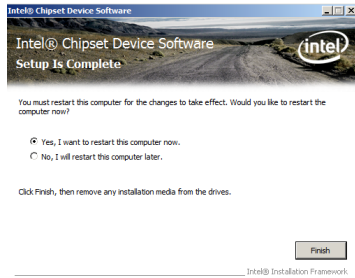 Intel® Chipset Device Software
Intel® Chipset Device Software
Setup Is Complete
intel
You must restart this computer for the changes to take effect. Would you like to restart the
computer now?
Yes, I want to restart this computer now.
No, I will restart this computer later.
Click Finish, then remove any installation media from the drives.
Finish
Intel® Installation Framework